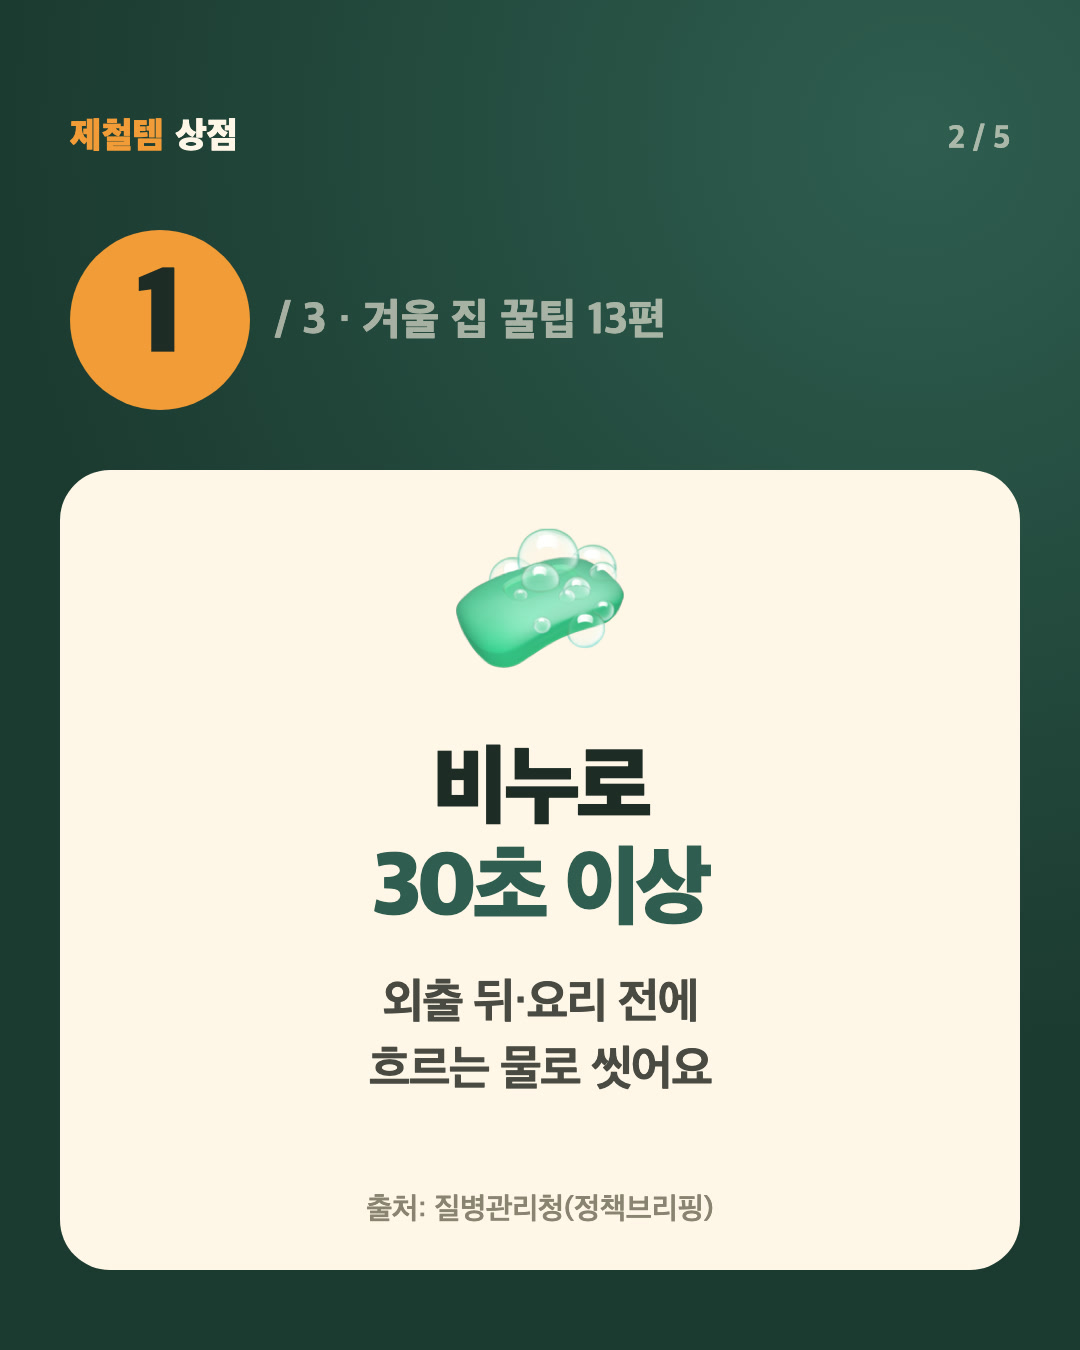 제철템 상점
2 / 5
1
/ 3 · 겨울 집 꿀팁 13편
비누로
30초 이상
외출 뒤·요리 전에
흐르는 물로 씻어요
출처: 질병관리청(정책브리핑)